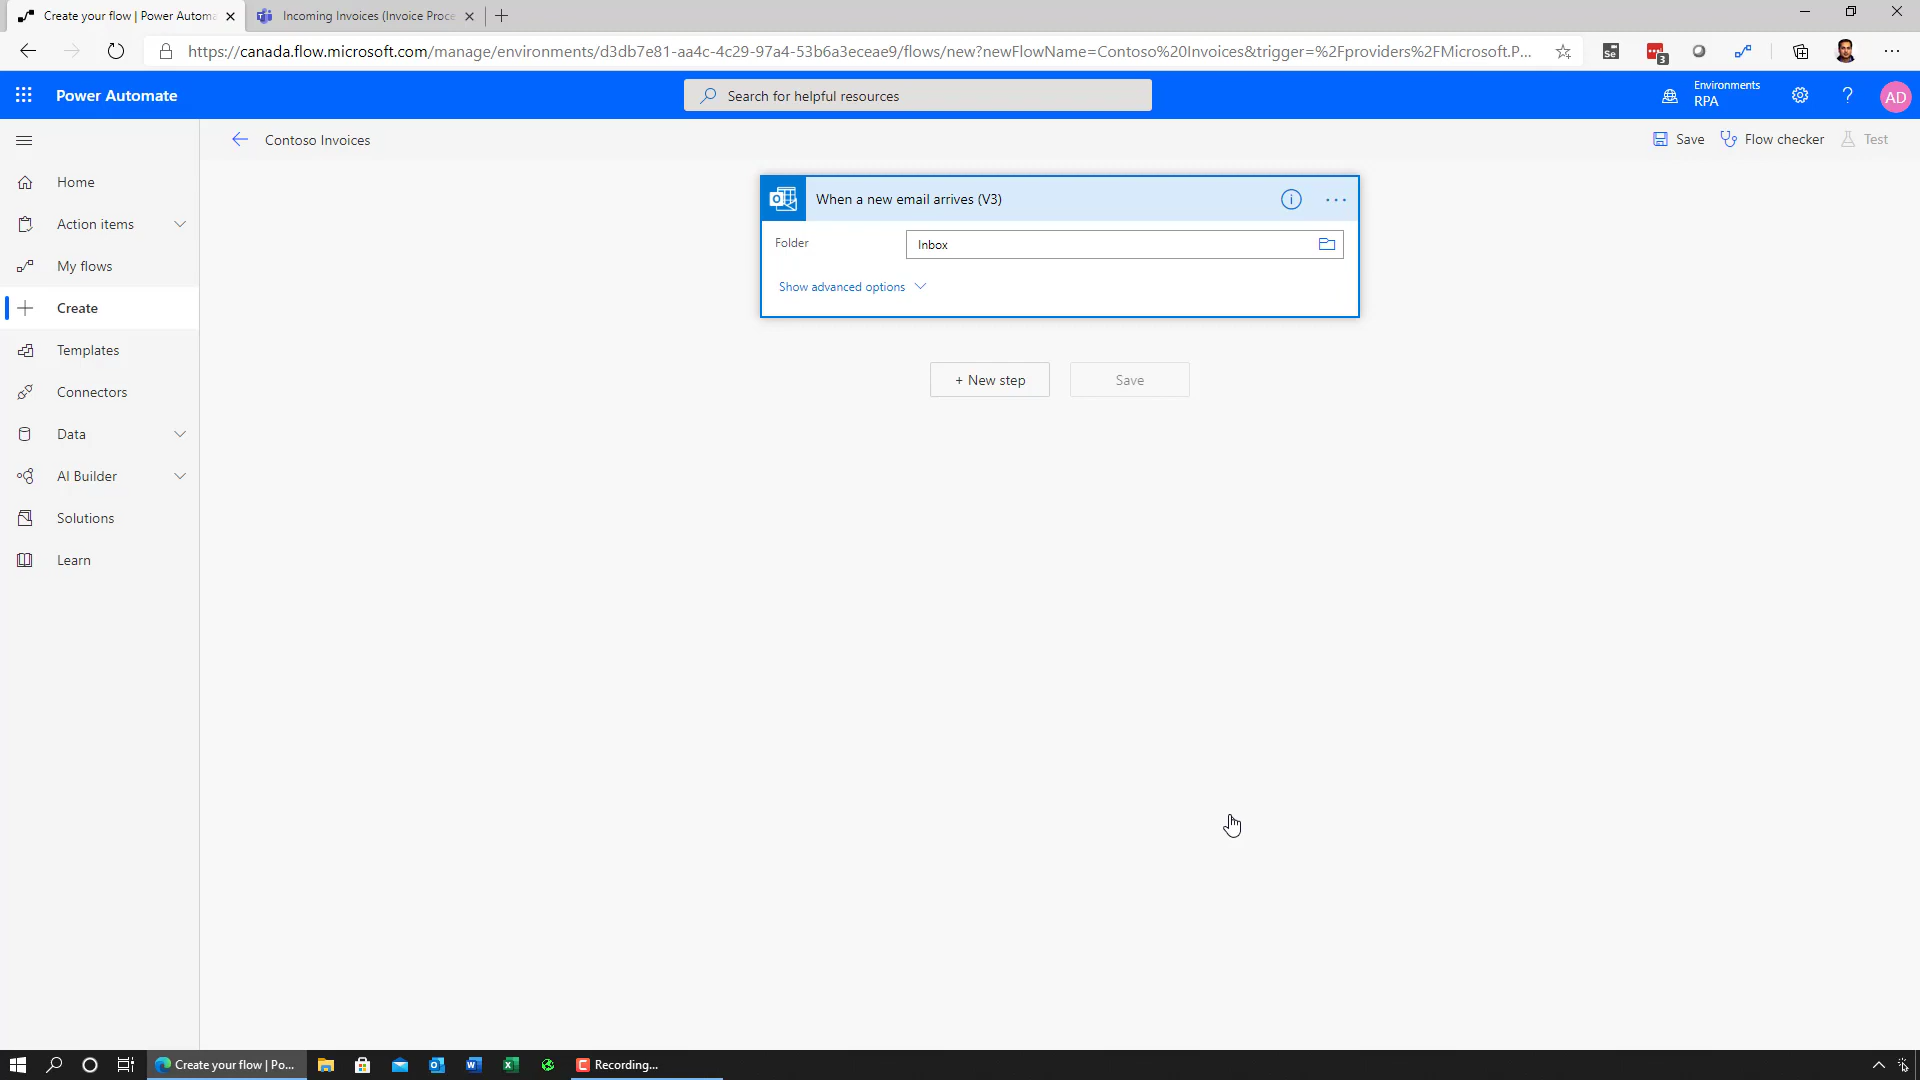 Create your flow | Power Automa
Incoming Invoices (Invoice Proce
https://canada.flow.microsoft.com/manage/environments/d3db7e81-aa4c-4c29-97a4-53b6a3eceae9/flows/new?newFlowName=Contoso%20Invoices&trigger=%2Fproviders%2FMicrosoft.P...
Se
3
Power Automate
Search for helpful resources
Environments
RPA
?
AD
Contoso Invoices
Save
Flow checker
Test
Home
Action items
My flows
Create
Templates
Connectors
Data
AI Builder
Solutions
Learn
When a new email arrives (V3)
Folder
Inbox
Show advanced options
+ New step
Save
Create your flow | Po...
Recording...